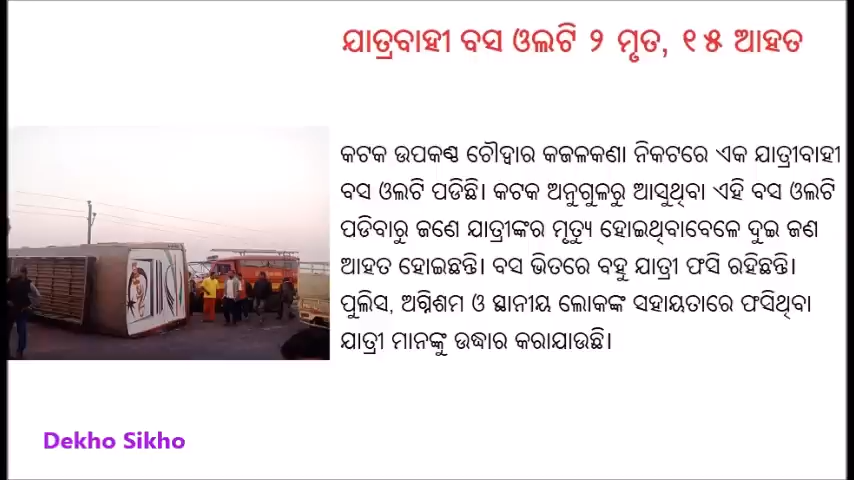 ଯାତ୍ରବାହୀ ବସ ଓଲଟି ୨ ମୃତ, ୧୫ ଆହତ
କଟକ ଉପକଣ୍ଠ ଚୌଦ୍ଵାର କଜଳକଣା ନିକଟରେ ଏକ ଯାତ୍ରୀବାହୀ
ବସ ଓଲଟି ପଡିଛି। କଟକ ଅନୁଗୁଳରୁ ଆସୁଥିବା ଏହି ବସ ଓଲଟି
ପଡିବାରୁ ଜଣେ ଯାତ୍ରୀଙ୍କର ମୃତ୍ୟୁ ହୋଇଥିବାବେଳେ ଦୁଇ ଜଣ
ଆହତ ହୋଇଛନ୍ତି। ବସ ଭିତରେ ବହୁ ଯାତ୍ରୀ ଫସି ରହିଛନ୍ତି।
ପୁଲିସ, ଅଗ୍ନିଶମ ଓ ସ୍ଥାନୀୟ ଲୋକଙ୍କ ସହାୟତାରେ ଫସିଥିବା
ଯାତ୍ରୀ ମାନଙ୍କୁ ଉଦ୍ଧାର କରାଯାଉଛି।
Dekho Sikho